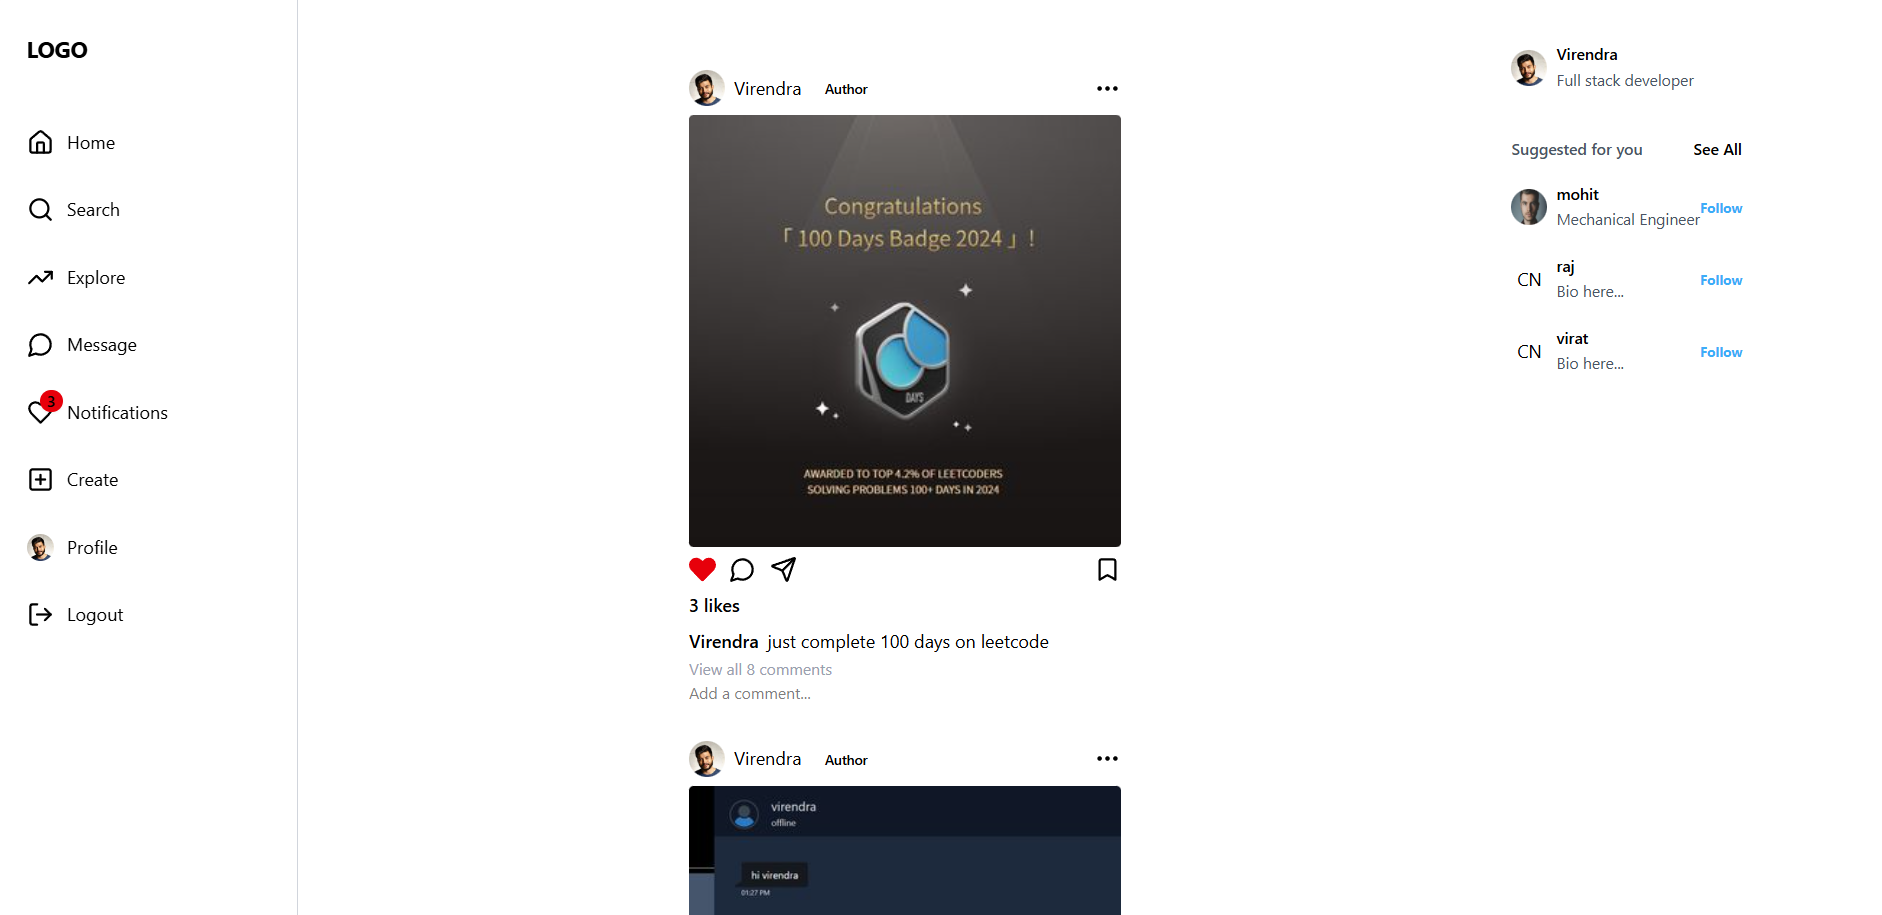 LOGO
Home
Search
Explore
Message
3
Notifications
Create
Profile
Logout
Virendra Author
Congratulations
「 100 Days Badge 2024 」!
DAYS
AWARDED TO TOP 4.2% OF LEETCODERS
SOLVING PROBLEMS 100+ DAYS IN 2024
3 likes
Virendra just complete 100 days on leetcode
View all 8 comments
Add a comment...
Virendra Author
virendra
offline
hi virendra
01:27 PM
Virendra
Full stack developer
Suggested for you See All
mohit
Mechanical Engineer
Follow
CN
raj
Bio here...
Follow
CN
virat
Bio here...
Follow